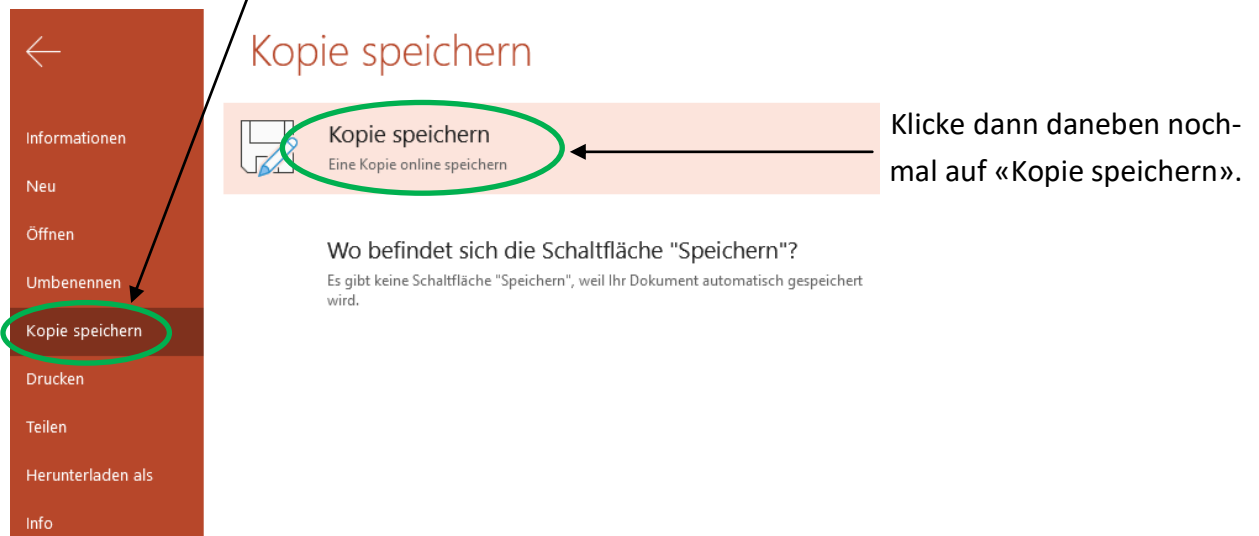 Kopie speichern
Informationen
Neu
Öffnen
Umbenennen
Kopie speichern
Drucken
Teilen
Herunterladen als
Info
Kopie speichern
Eine Kopie online speichern
Wo befindet sich die Schaltfläche "Speichern"?
Es gibt keine Schaltfläche "Speichern", weil Ihr Dokument automatisch gespeichert
wird.
Klicke dann daneben noch-
mal auf «Kopie speichern».